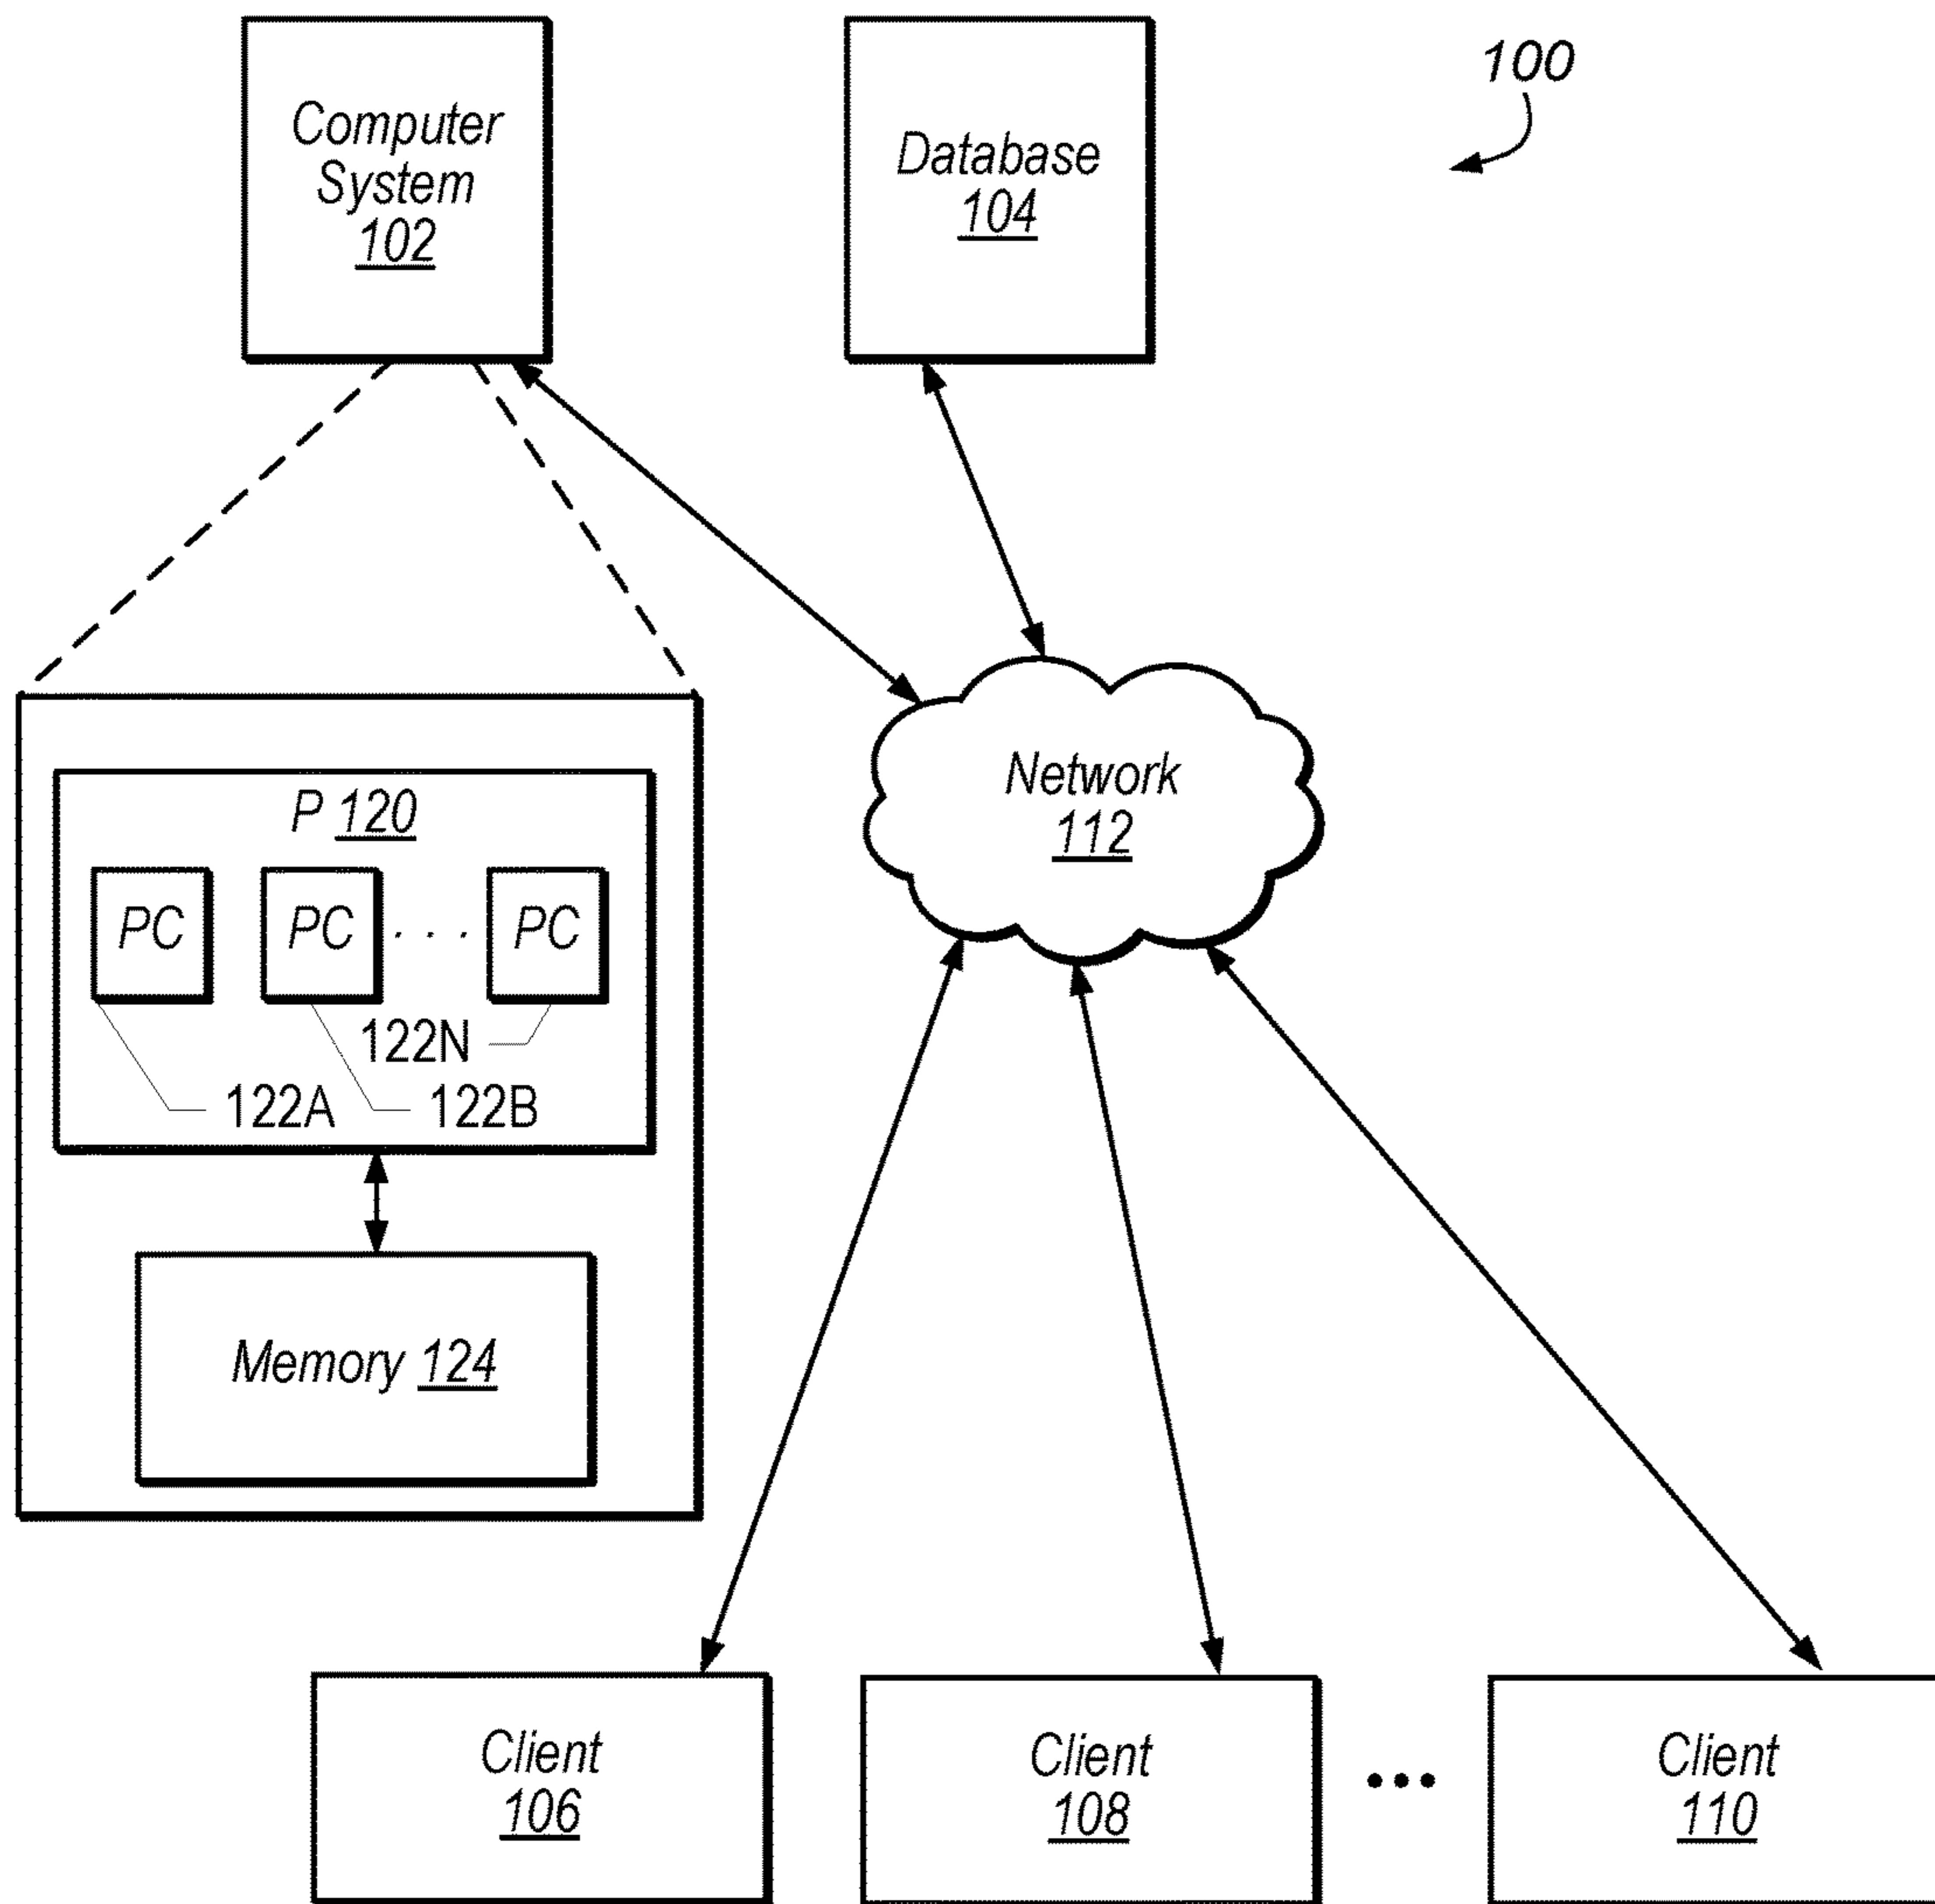 100
Computer
System
102
Database
104
Network
112
P 120
PC PC . . . PC
122N
122A 122B
Memory 124
Client
106
Client
108
•••
Client
110